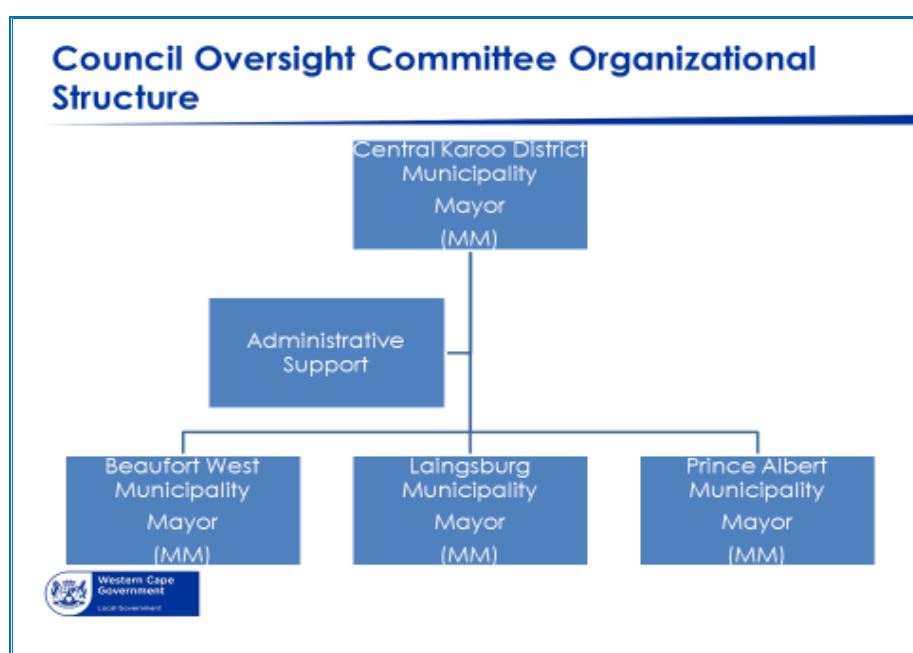 Council Oversight Committee Organizational
Structure
Central Karoo District
Municipality
Mayor
(MM)
Administrative
Support
Beaufort West
Municipality
Mayor
(MM)
Laingsburg
Municipality
Mayor
(MM)
Prince Albert
Municipality
Mayor
(MM)
Western Cape
Government
Local Government